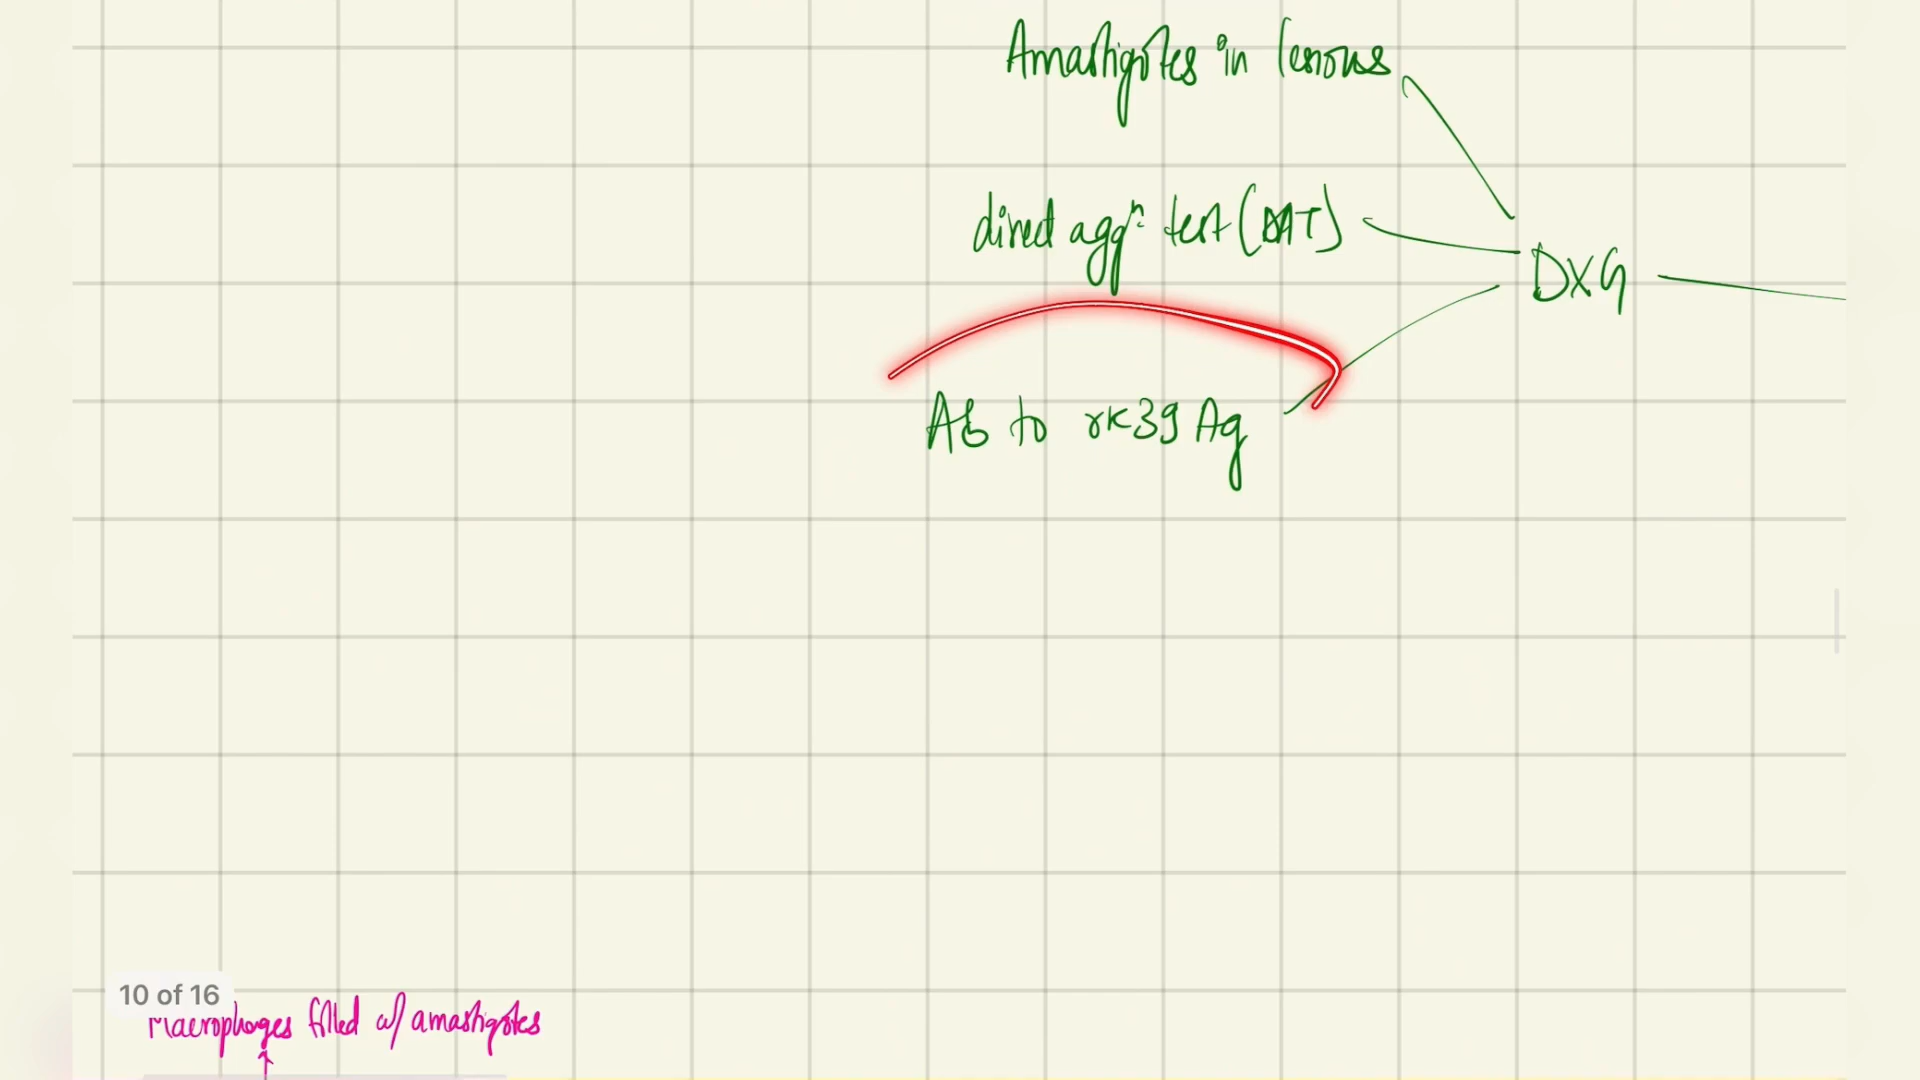 Amastigotes in lesions
direct aggn test (DAT)
DXG
Ab to rK39 Ag
10 of 16
Macrophages filled w/ amastigotes